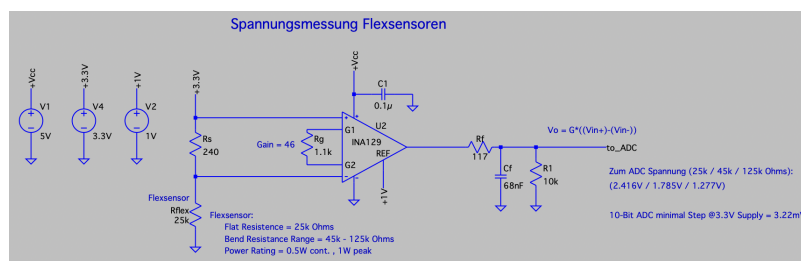 Spannungsmessung Flexsensoren
+Vcc
V1
5V
+3.3V
V4
3.3V
+1V
V2
1V
+3.3V
Rs
240
Flexsensor
Rflex
25k
Flexsensor:
Flat Resistence = 25k Ohms
Bend Resistance Range = 45k - 125k Ohms
Power Rating = 0.5W cont. , 1W peak
Gain = 46
Rg
1.1k
+Vcc
C1
0.1µ
U2
G1
INA129
G2
REF
+1V
Rf
117
Cf
68nF
R1
10k
Vo = G*((Vin+)-(Vin-))
to_ADC
Zum ADC Spannung (25k / 45k / 125k Ohms):
(2.416V / 1.785V / 1.277V)
10-Bit ADC minimal Step @3.3V Supply = 3.22m